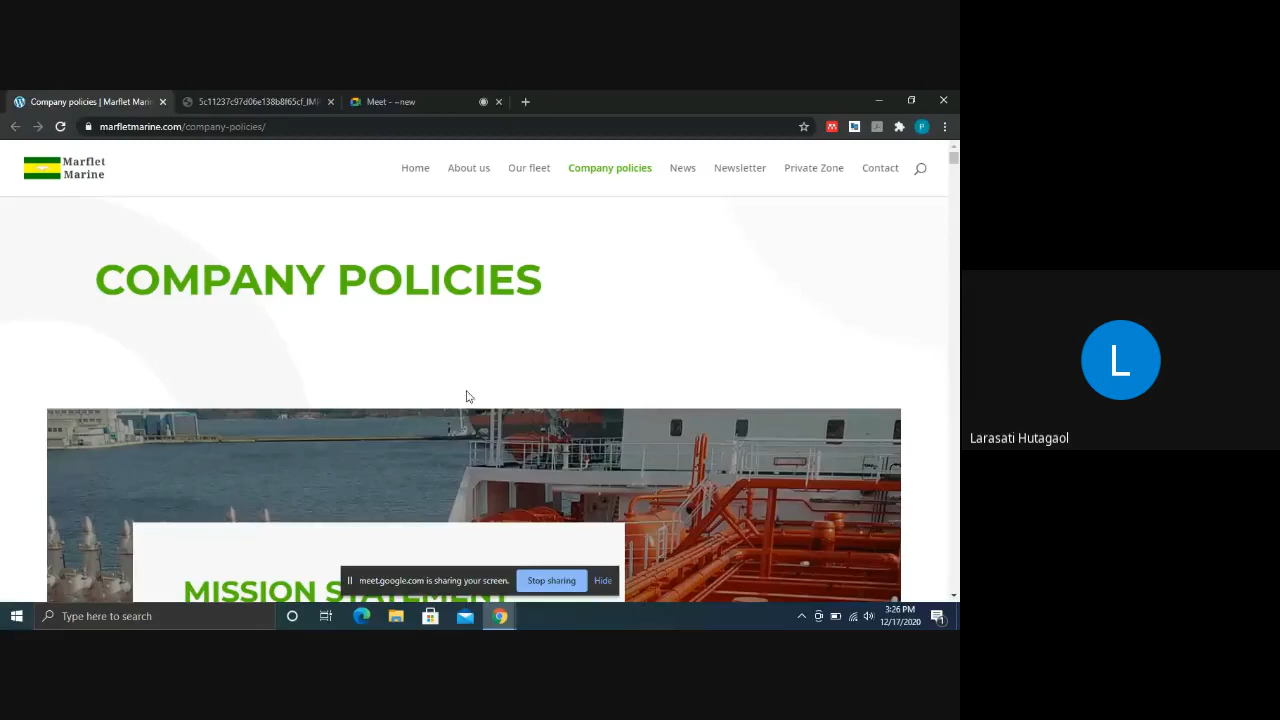 Company policies | Marflet Mari
5c11237c97d06e138b8f65cf_IM
Meet - ~new
marfletmarine.com/company-policies/
Marflet
Marine
Home
About us
Our fleet
Company policies
News
Newsletter
Private Zone
Contact
COMPANY POLICIES
MISSION STATEMENT
meet.google.com is sharing your screen.
Stop sharing
Hide
Type here to search
3:26 PM
12/17/2020
L
Larasati Hutagaol